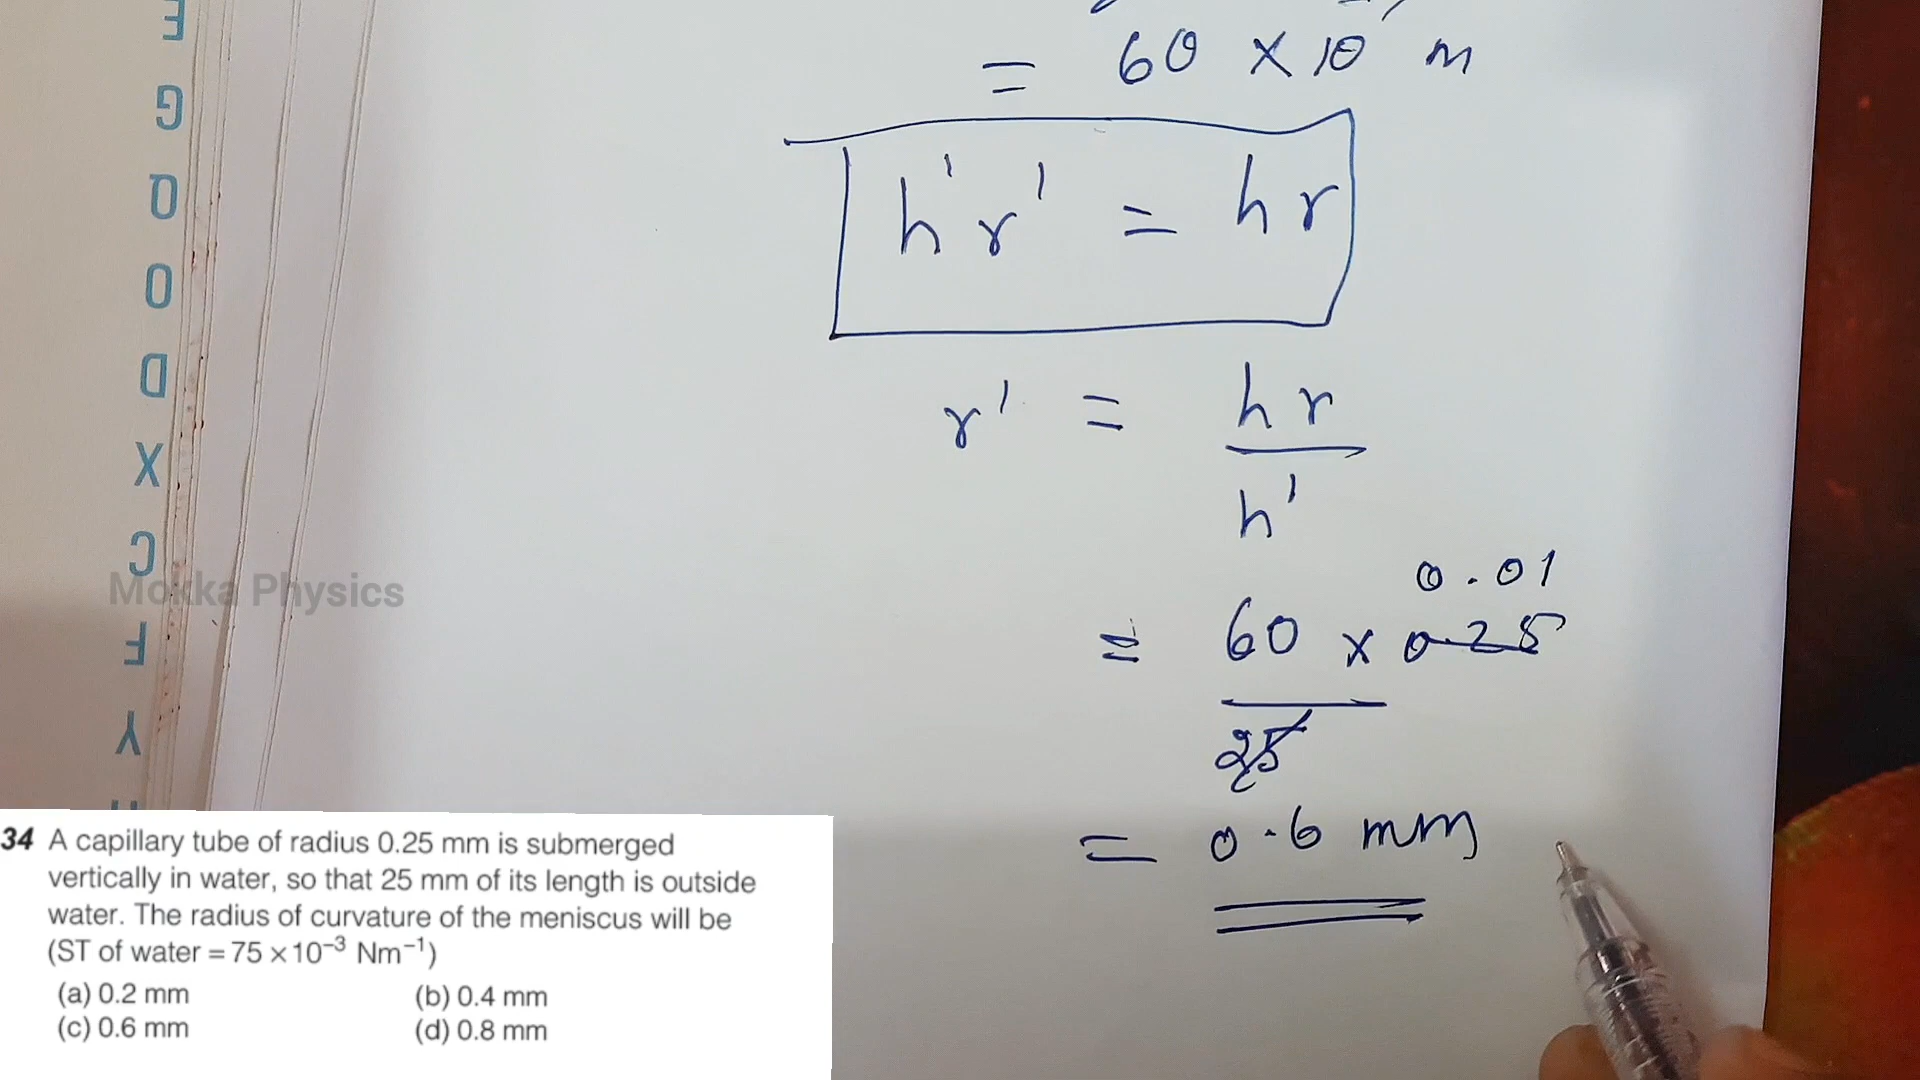 = 60 × 10 m
h'r' = hr
r' = hr
h'
0.01
= 60 × 0.25
25
= 0.6 mm
E
G
Q
O
D
X
C
F
Y
Mokka Physics
34 A capillary tube of radius 0.25 mm is submerged
vertically in water, so that 25 mm of its length is outside
water. The radius of curvature of the meniscus will be
(ST of water = 75 × 10⁻³ Nm⁻¹)
(a) 0.2 mm (b) 0.4 mm
(c) 0.6 mm (d) 0.8 mm